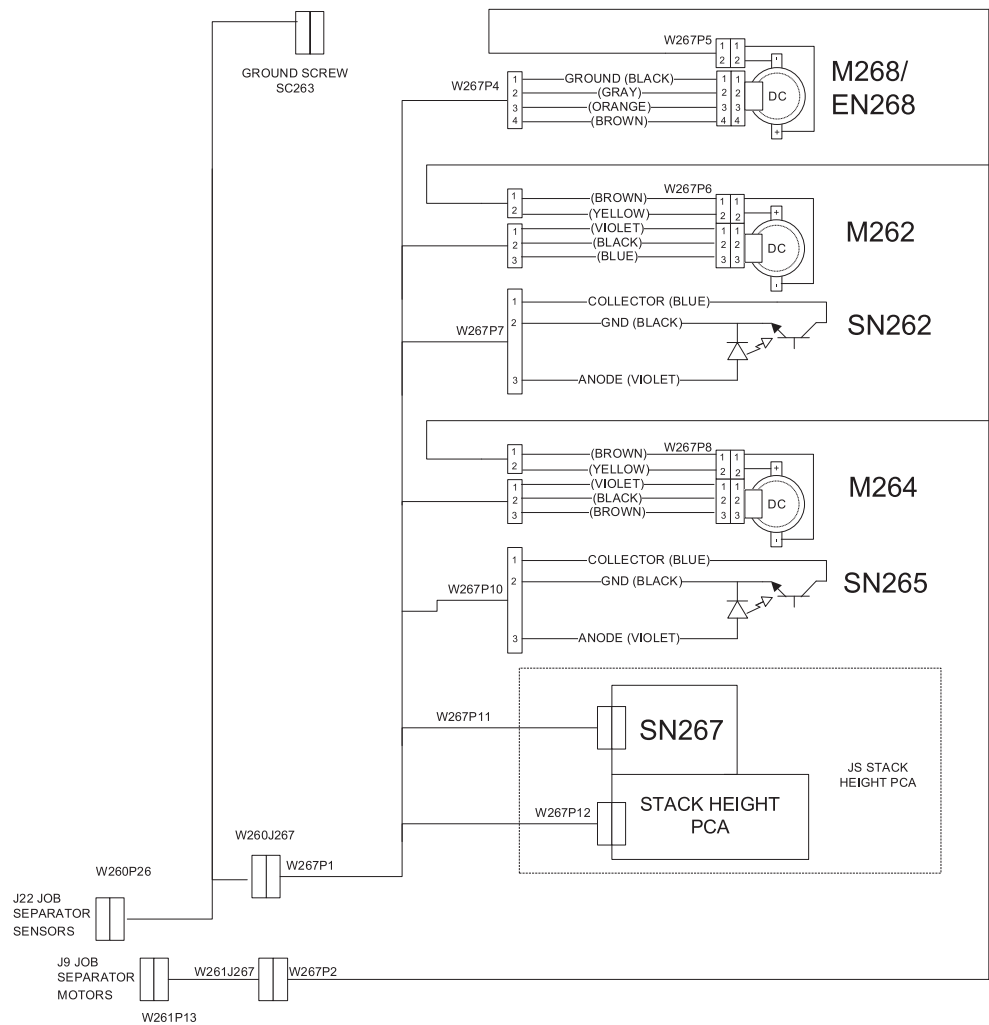 GROUND SCREW
SC263
W267P5
1 1
2 2
-
M268/
EN268
W267P4
1 GROUND (BLACK) 1 1
2 (GRAY) 2 2
3 (ORANGE) 3 3
4 (BROWN) 4 4
DC
+
W267P6
1 (BROWN) 1 1
2 (YELLOW) 2 2
+
1 (VIOLET) 1 1
2 (BLACK) 2 2
3 (BLUE) 3 3
DC
-
M262
W267P7
1 COLLECTOR (BLUE)
2 GND (BLACK)
3 ANODE (VIOLET)
SN262
W267P8
1 (BROWN) 1 1
2 (YELLOW) 2 2
+
1 (VIOLET) 1 1
2 (BLACK) 2 2
3 (BROWN) 3 3
DC
-
M264
W267P10
1 COLLECTOR (BLUE)
2 GND (BLACK)
3 ANODE (VIOLET)
SN265
W267P11
SN267
JS STACK
HEIGHT PCA
W267P12
STACK HEIGHT
PCA
W260J267
W267P1
W260P26
J22 JOB
SEPARATOR
SENSORS
J9 JOB
SEPARATOR
MOTORS
W261J267
W267P2
W261P13